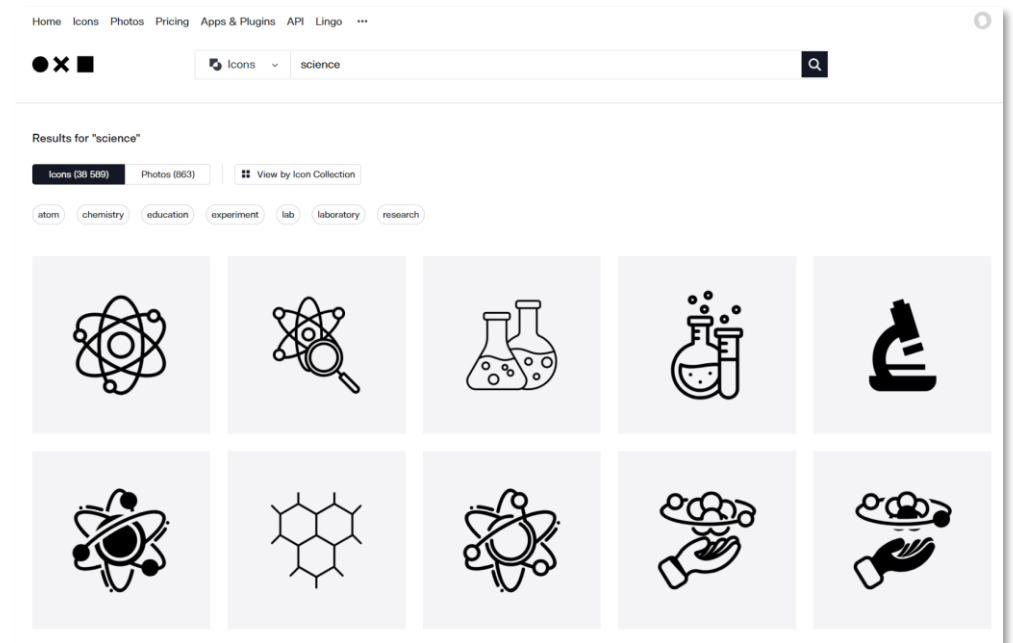 Home Icons Photos Pricing Apps & Plugins API Lingo •••
Icons science
Results for "science"
Icons (38 589) Photos (863) View by Icon Collection
atom chemistry education experiment lab laboratory research